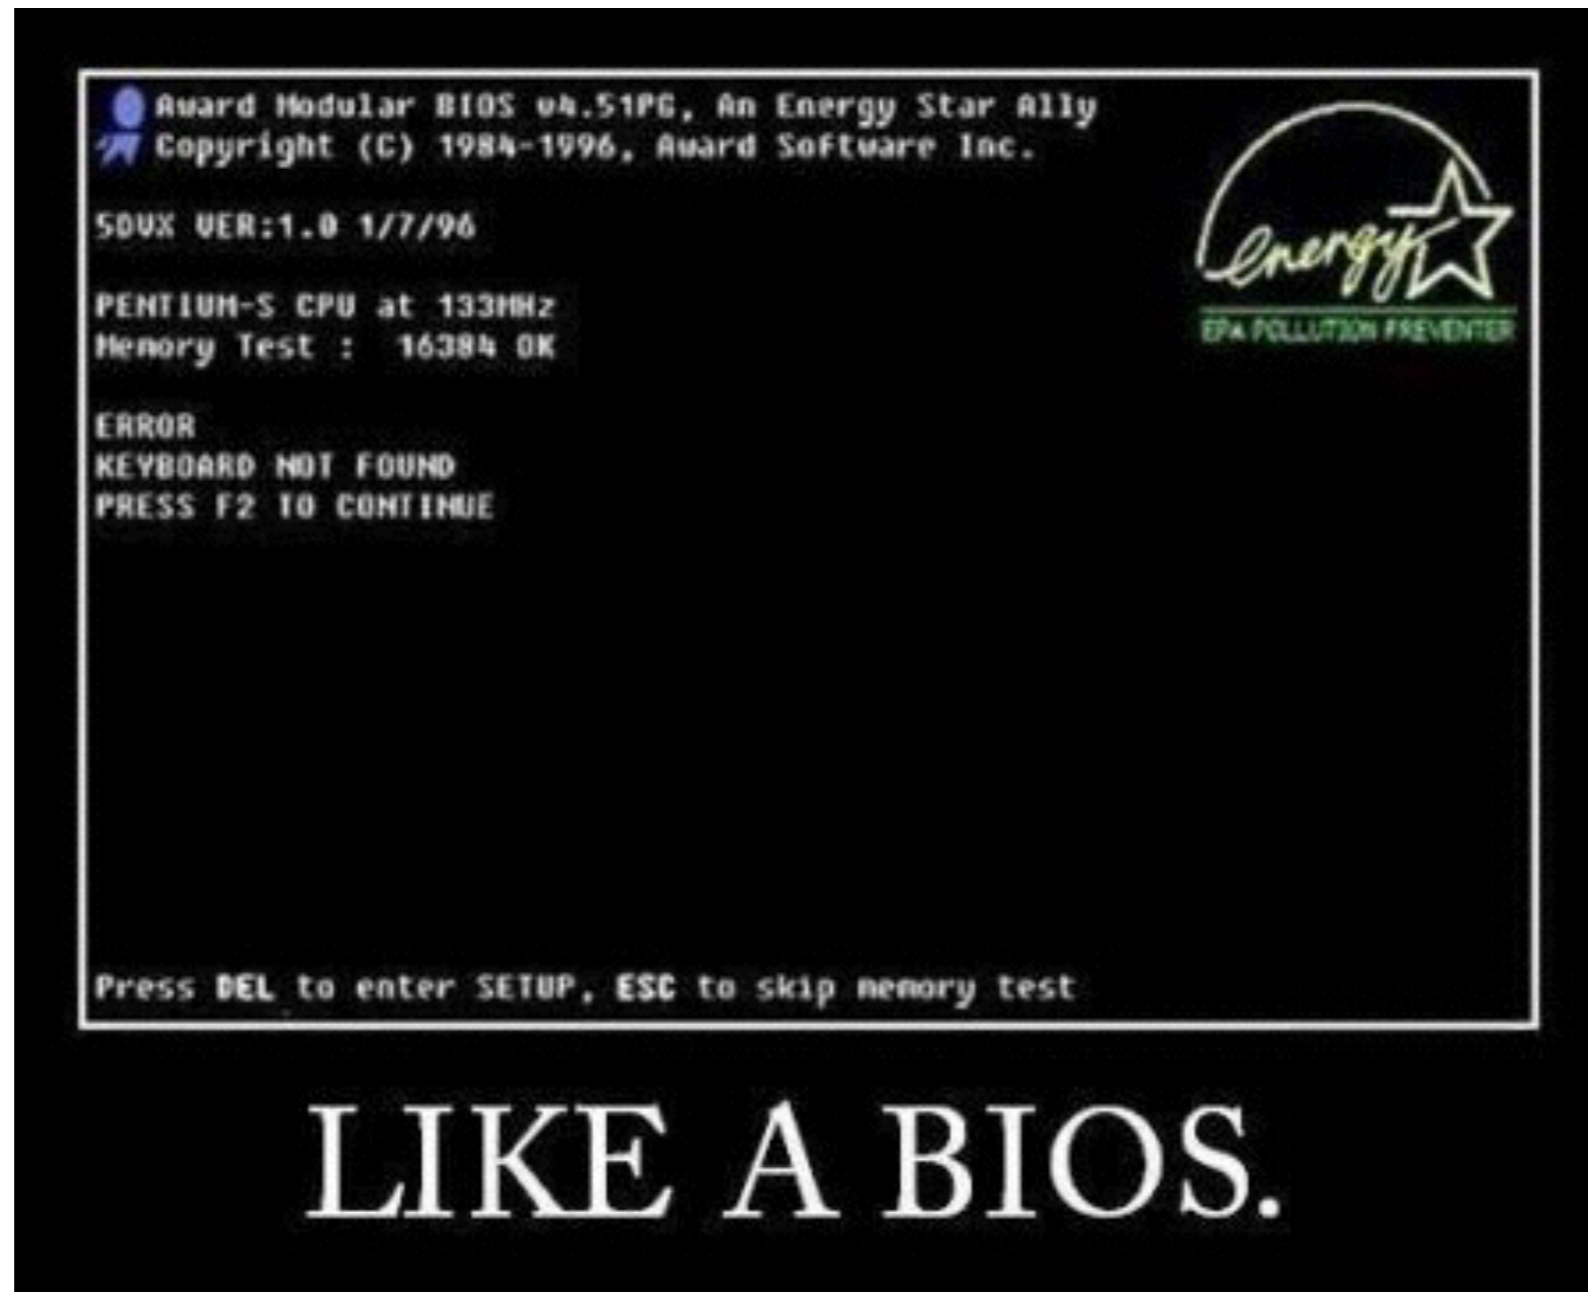 Award Modular BIOS v4.51PG, An Energy Star Ally
Copyright (C) 1984-1996, Award Software Inc.
5DVX VER:1.0 1/7/96
energy
EPA POLLUTION PREVENTER
PENTIUM-S CPU at 133MHz
Memory Test :  16384 OK
ERROR
KEYBOARD NOT FOUND
PRESS F2 TO CONTINUE
Press DEL to enter SETUP, ESC to skip memory test
LIKE A BIOS.